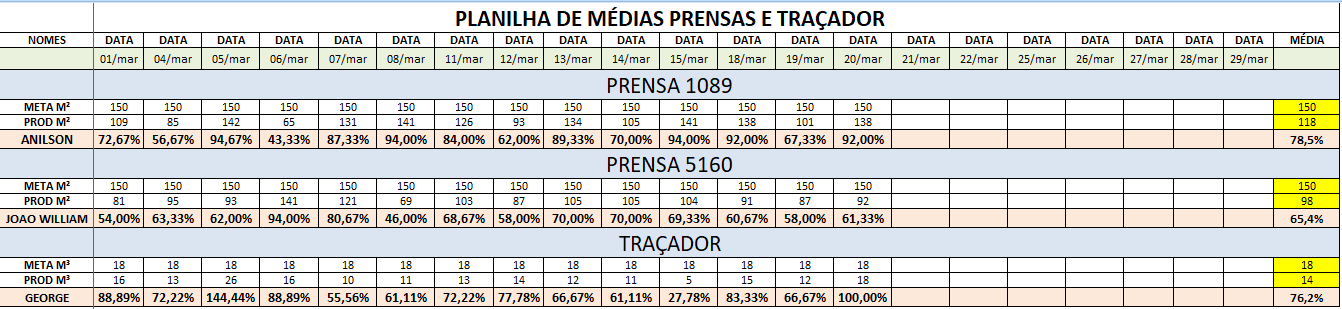 PLANILHA DE MÉDIAS PRENSAS E TRAÇADOR
NOMES DATA DATA DATA DATA DATA DATA DATA DATA DATA DATA DATA DATA DATA DATA DATA DATA DATA DATA DATA DATA DATA MÉDIA
01/mar 04/mar 05/mar 06/mar 07/mar 08/mar 11/mar 12/mar 13/mar 14/mar 15/mar 18/mar 19/mar 20/mar 21/mar 22/mar 25/mar 26/mar 27/mar 28/mar 29/mar
PRENSA 1089
META M² 150 150 150 150 150 150 150 150 150 150 150 150 150 150 150
PROD M² 109 85 142 65 131 141 126 93 134 105 141 138 101 138 118
ANILSON 72,67% 56,67% 94,67% 43,33% 87,33% 94,00% 84,00% 62,00% 89,33% 70,00% 94,00% 92,00% 67,33% 92,00% 78,5%
PRENSA 5160
META M² 150 150 150 150 150 150 150 150 150 150 150 150 150 150 150
PROD M² 81 95 93 141 121 69 103 87 105 105 104 91 87 92 98
JOAO WILLIAM 54,00% 63,33% 62,00% 94,00% 80,67% 46,00% 68,67% 58,00% 70,00% 70,00% 69,33% 60,67% 58,00% 61,33% 65,4%
TRAÇADOR
META M³ 18 18 18 18 18 18 18 18 18 18 18 18 18 18 18
PROD M³ 16 13 26 16 10 11 13 14 12 11 5 15 12 18 14
GEORGE 88,89% 72,22% 144,44% 88,89% 55,56% 61,11% 72,22% 77,78% 66,67% 61,11% 27,78% 83,33% 66,67% 100,00% 76,2%